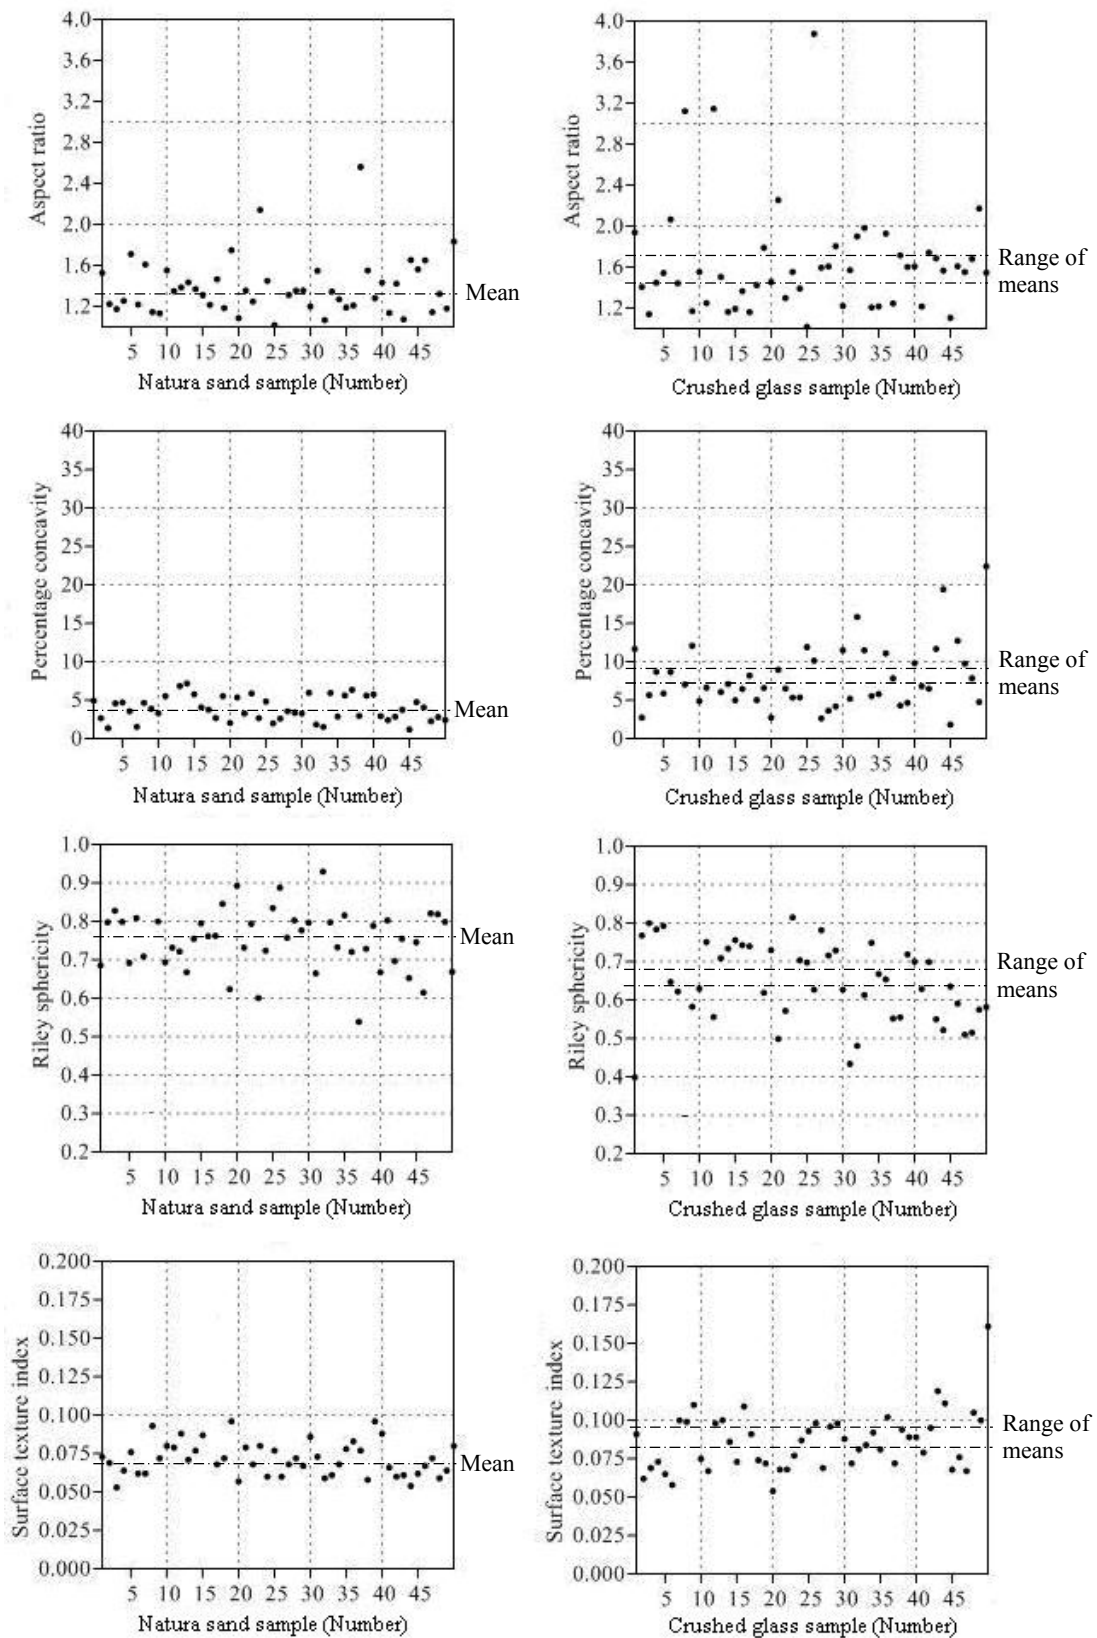 4.0
3.6
3.2
2.8
2.4
2.0
1.6
1.2
Aspect ratio
5 10 15 20 25 30 35 40 45
Natura sand sample (Number)
Mean
4.0
3.6
3.2
2.8
2.4
2.0
1.6
1.2
Aspect ratio
5 10 15 20 25 30 35 40 45
Crushed glass sample (Number)
Range of
means
40
35
30
25
20
15
10
5
0
Percentage concavity
5 10 15 20 25 30 35 40 45
Natura sand sample (Number)
Mean
40
35
30
25
20
15
10
5
0
Percentage concavity
5 10 15 20 25 30 35 40 45
Crushed glass sample (Number)
Range of
means
1.0
0.9
0.8
0.7
0.6
0.5
0.4
0.3
0.2
Riley sphericity
5 10 15 20 25 30 35 40 45
Natura sand sample (Number)
Mean
1.0
0.9
0.8
0.7
0.6
0.5
0.4
0.3
0.2
Riley sphericity
5 10 15 20 25 30 35 40 45
Crushed glass sample (Number)
Range of
means
0.200
0.175
0.150
0.125
0.100
0.075
0.050
0.025
0.000
Surface texture index
5 10 15 20 25 30 35 40 45
Natura sand sample (Number)
Mean
0.200
0.175
0.150
0.125
0.100
0.075
0.050
0.025
0.000
Surface texture index
5 10 15 20 25 30 35 40 45
Crushed glass sample (Number)
Range of
means